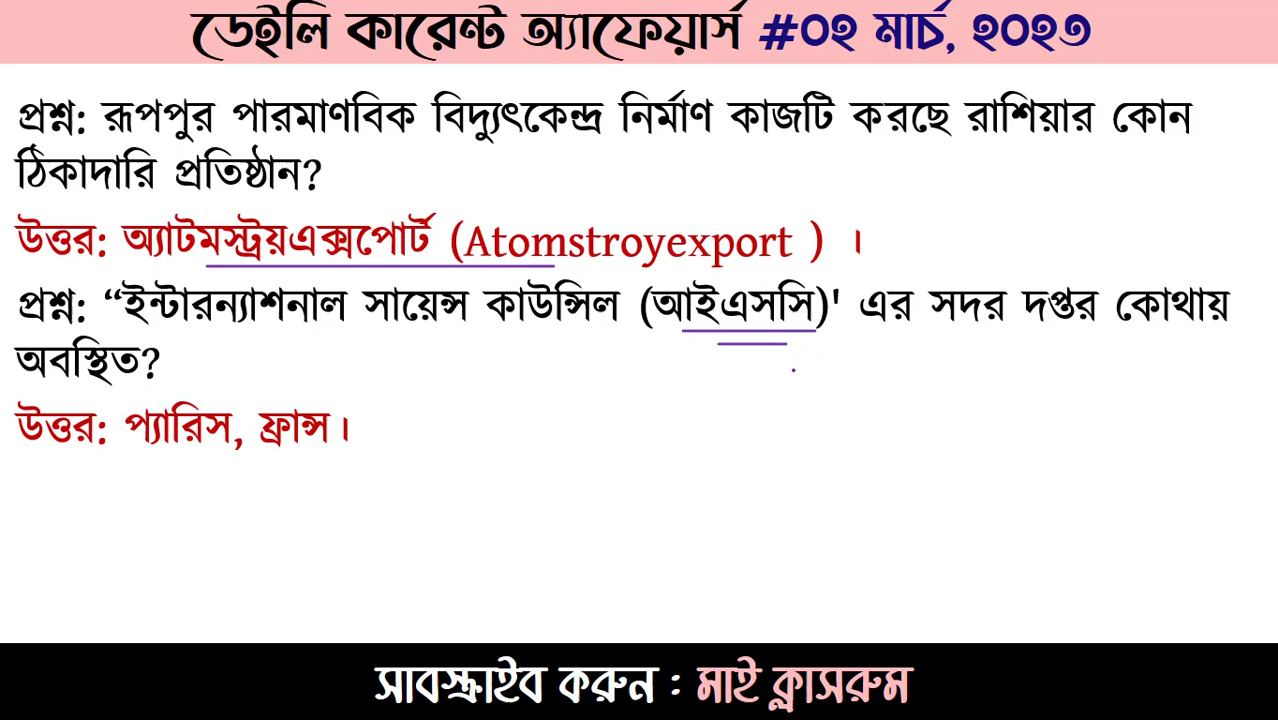 ডেইলি কারেন্ট অ্যাফেয়ার্স #০২ মার্চ, ২০২৩
প্রশ্ন: রূপপুর পারমাণবিক বিদ্যুৎকেন্দ্র নির্মাণ কাজটি করছে রাশিয়ার কোন
ঠিকাদারি প্রতিষ্ঠান?
উত্তর: অ্যাটমস্ট্রয়এক্সপোর্ট (Atomstroyexport ) ।
প্রশ্ন: “ইন্টারন্যাশনাল সায়েন্স কাউন্সিল (আইএসসি)' এর সদর দপ্তর কোথায়
অবস্থিত?
উত্তর: প্যারিস, ফ্রান্স।
সাবস্ক্রাইব করুন : মাই ক্লাসরুম